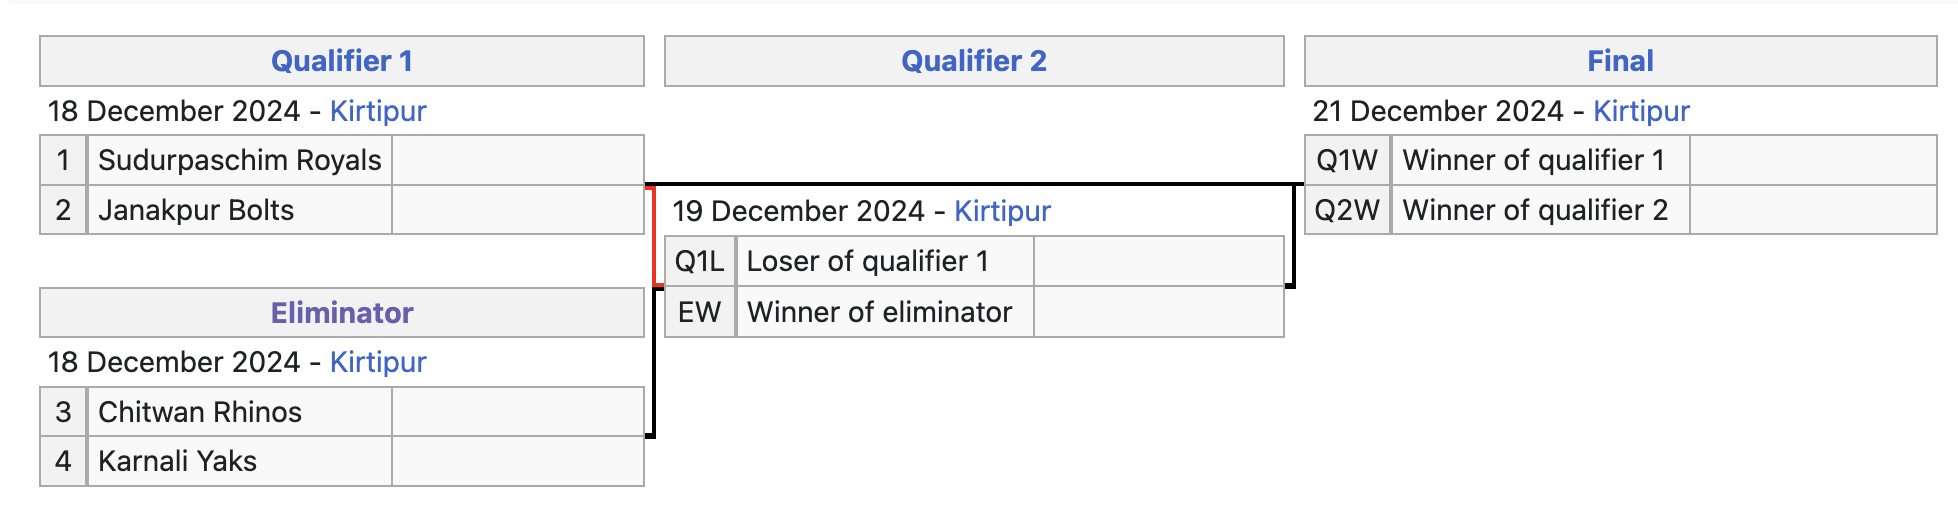 Qualifier 1
18 December 2024 - Kirtipur
1 Sudurpaschim Royals
2 Janakpur Bolts
Eliminator
18 December 2024 - Kirtipur
3 Chitwan Rhinos
4 Karnali Yaks
Qualifier 2
19 December 2024 - Kirtipur
Q1L Loser of qualifier 1
EW Winner of eliminator
Final
21 December 2024 - Kirtipur
Q1W Winner of qualifier 1
Q2W Winner of qualifier 2